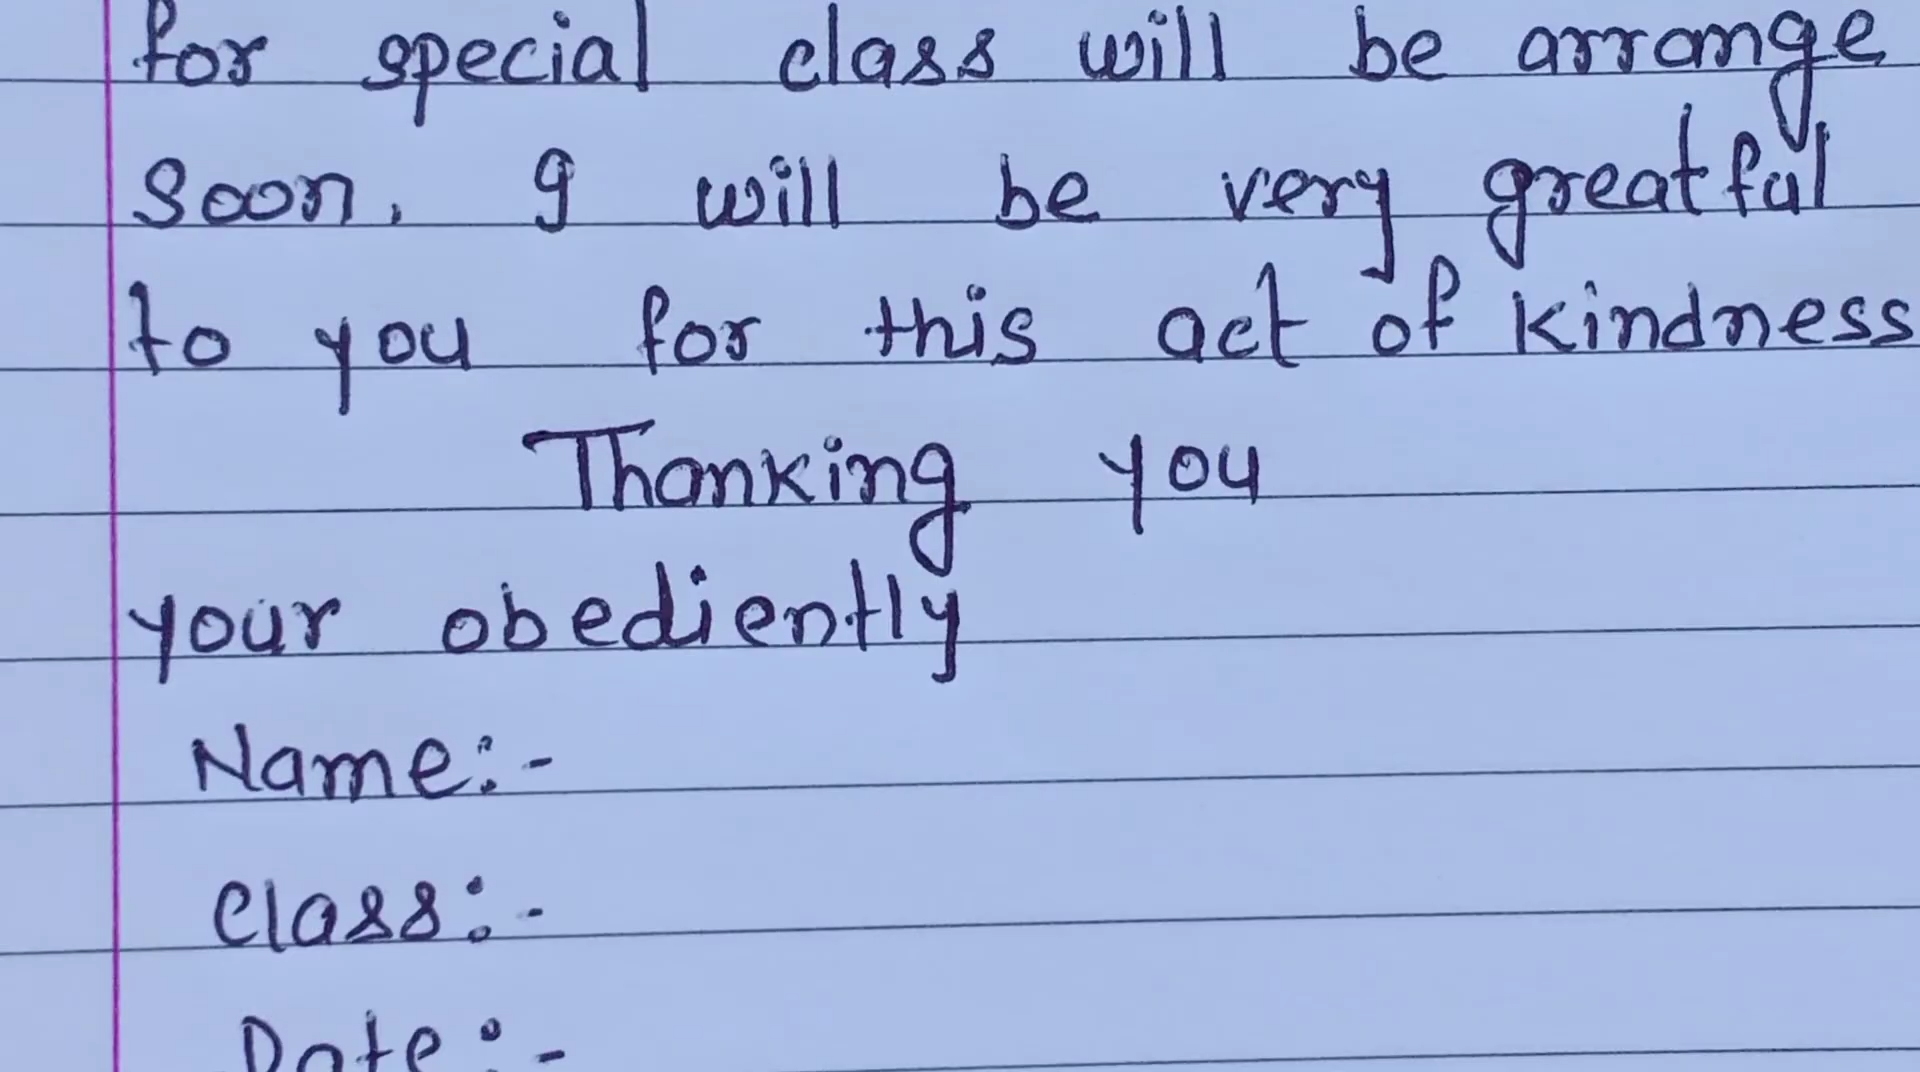 for special class will be arrange
soon. I will be very greatful
to you for this act of kindness
Thanking you
your obediently
Name:-
Class:-
Date:-